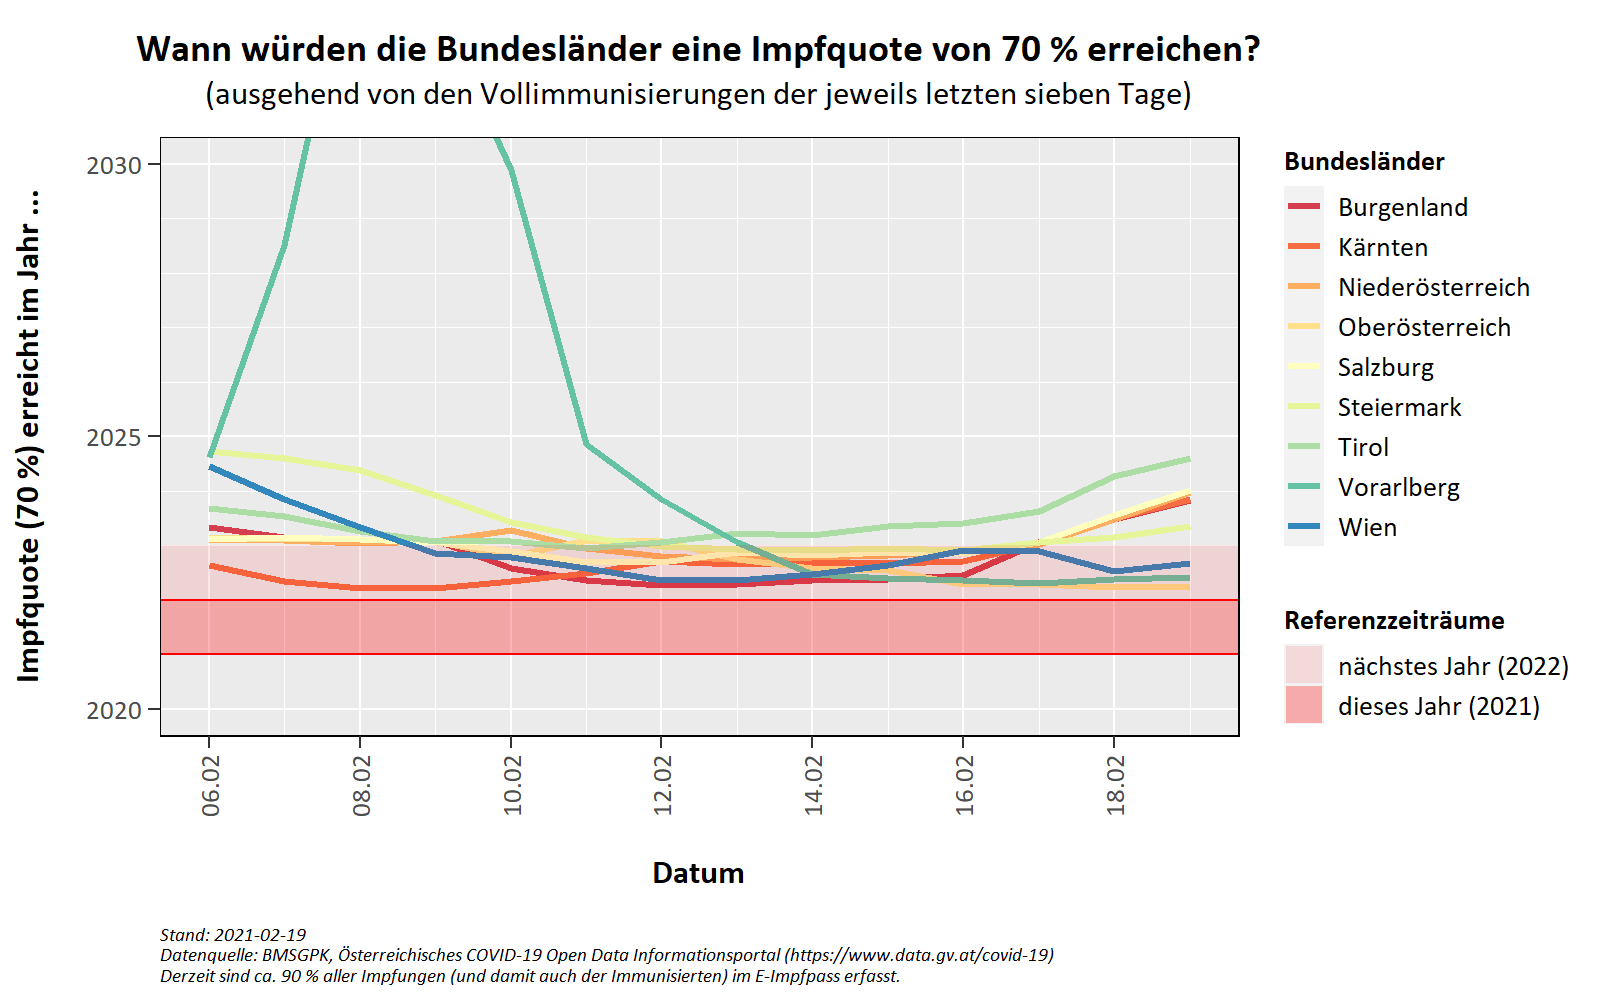 Wann würden die Bundesländer eine Impfquote von 70 % erreichen?
(ausgehend von den Vollimmunisierungen der jeweils letzten sieben Tage)
Impfquote (70 %) erreicht im Jahr ...
2030
2025
2020
06.02
08.02
10.02
12.02
14.02
16.02
18.02
Datum
Bundesländer
Burgenland
Kärnten
Niederösterreich
Oberösterreich
Salzburg
Steiermark
Tirol
Vorarlberg
Wien
Referenzzeiträume
nächstes Jahr (2022)
dieses Jahr (2021)
Stand: 2021-02-19
Datenquelle: BMSGPK, Österreichisches COVID-19 Open Data Informationsportal (https://www.data.gv.at/covid-19)
Derzeit sind ca. 90 % aller Impfungen (und damit auch der Immunisierten) im E-Impfpass erfasst.